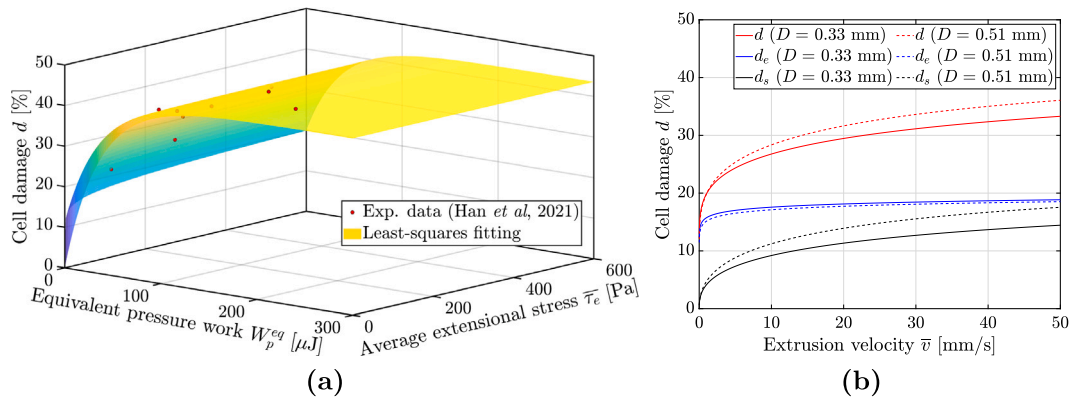 50
40
30
20
10
0
Cell damage d [%]
0
100
200
300
Equivalent pressure work W_p^{eq} [μJ]
0
200
400
600
Average extensional stress \overline{τ_e} [Pa]
Exp. data (Han et al, 2021)
Least-squares fitting
(a)
50
40
30
20
10
0
Cell damage d [%]
d (D = 0.33 mm) d (D = 0.51 mm)
d_e (D = 0.33 mm) d_e (D = 0.51 mm)
d_s (D = 0.33 mm) d_s (D = 0.51 mm)
0 10 20 30 40 50
Extrusion velocity \overline{v} [mm/s]
(b)